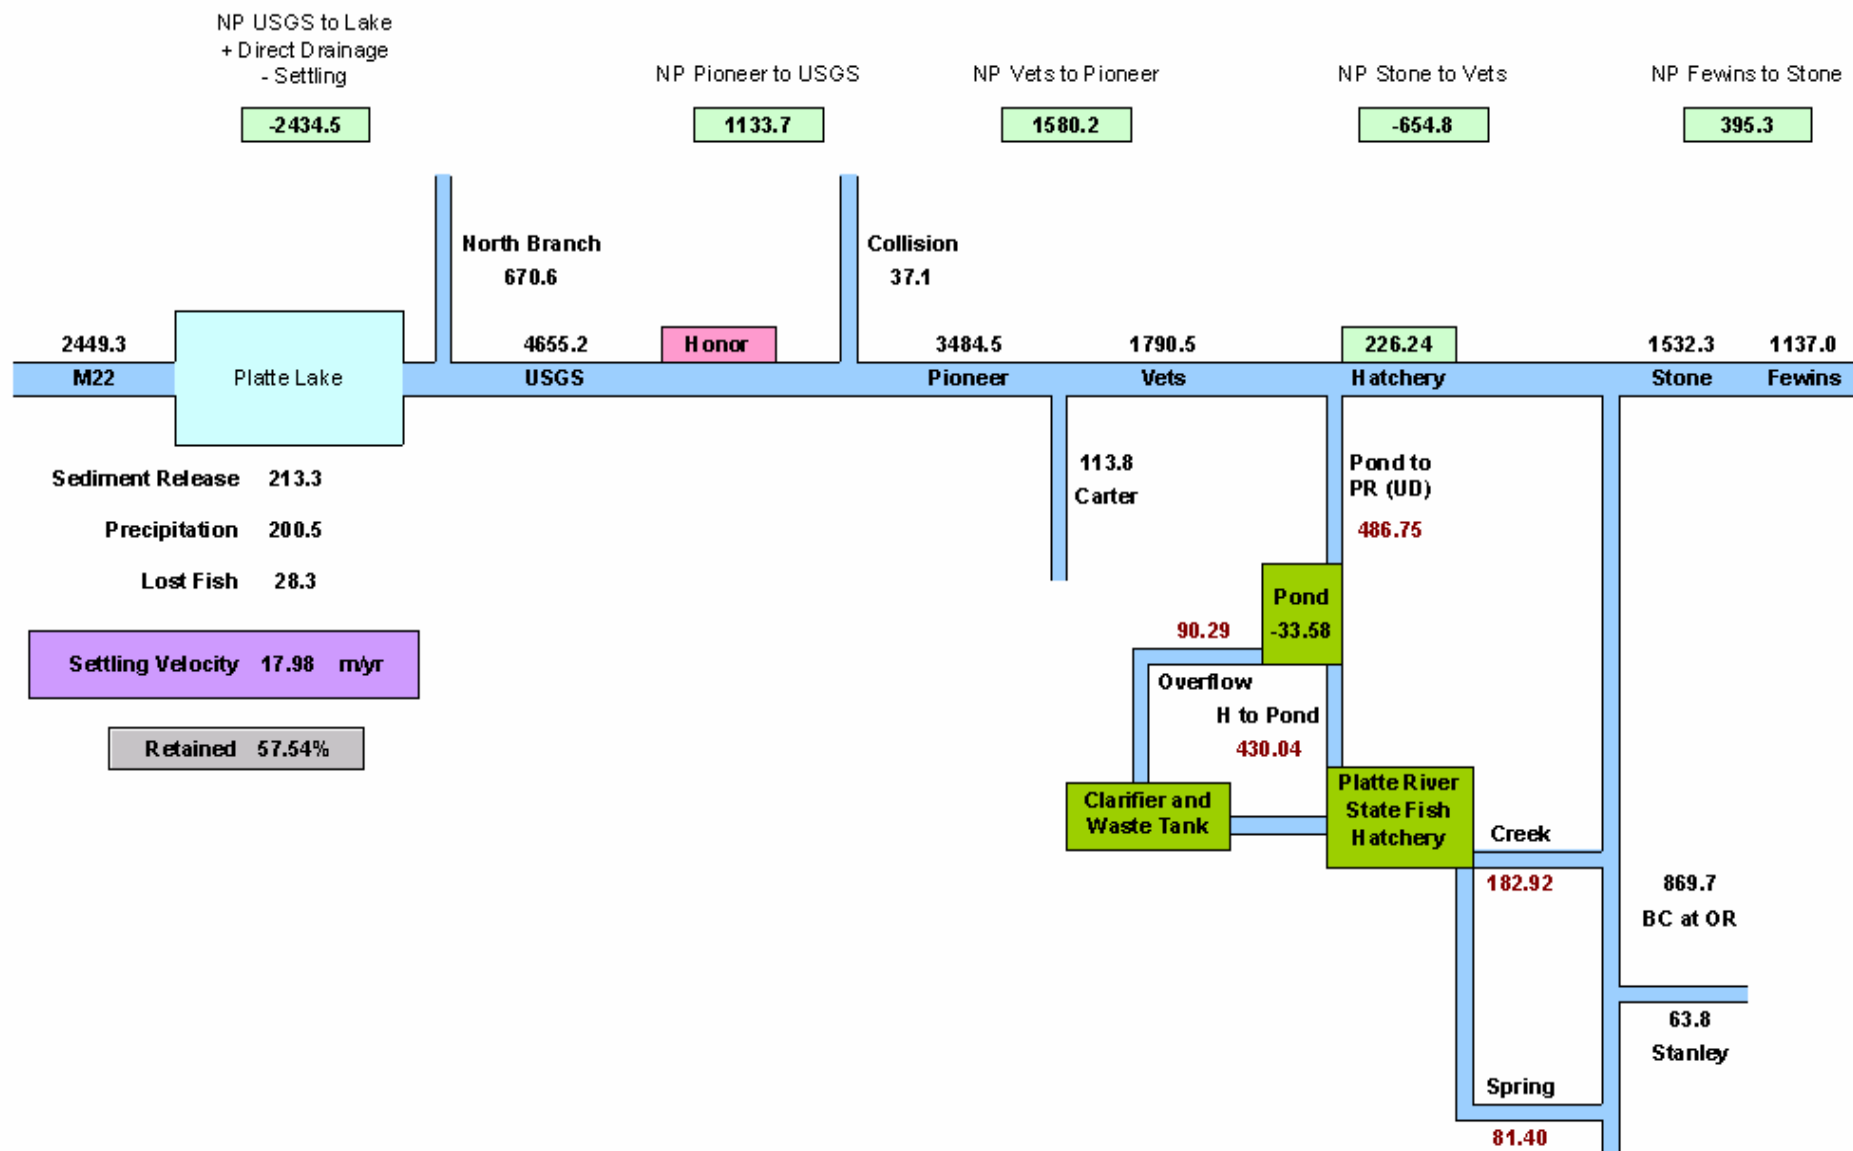 NP USGS to Lake
+ Direct Drainage
- Settling
-2434.5
NP Pioneer to USGS
1133.7
NP Vets to Pioneer
1580.2
NP Stone to Vets
-654.8
NP Fewins to Stone
395.3
North Branch
670.6
Collision
37.1
2449.3
M22
Platte Lake
4655.2
USGS
Honor
3484.5
Pioneer
1790.5
Vets
226.24
Hatchery
1532.3
Stone
1137.0
Fewins
Sediment Release 213.3
Precipitation 200.5
Lost Fish 28.3
Settling Velocity 17.98 m/yr
Retained 57.54%
113.8
Carter
Pond to
PR (UD)
486.75
Pond
-33.58
90.29
Overflow
H to Pond
430.04
Clarifier and
Waste Tank
Platte River
State Fish
Hatchery
Creek
182.92
869.7
BC at OR
63.8
Stanley
Spring
81.40